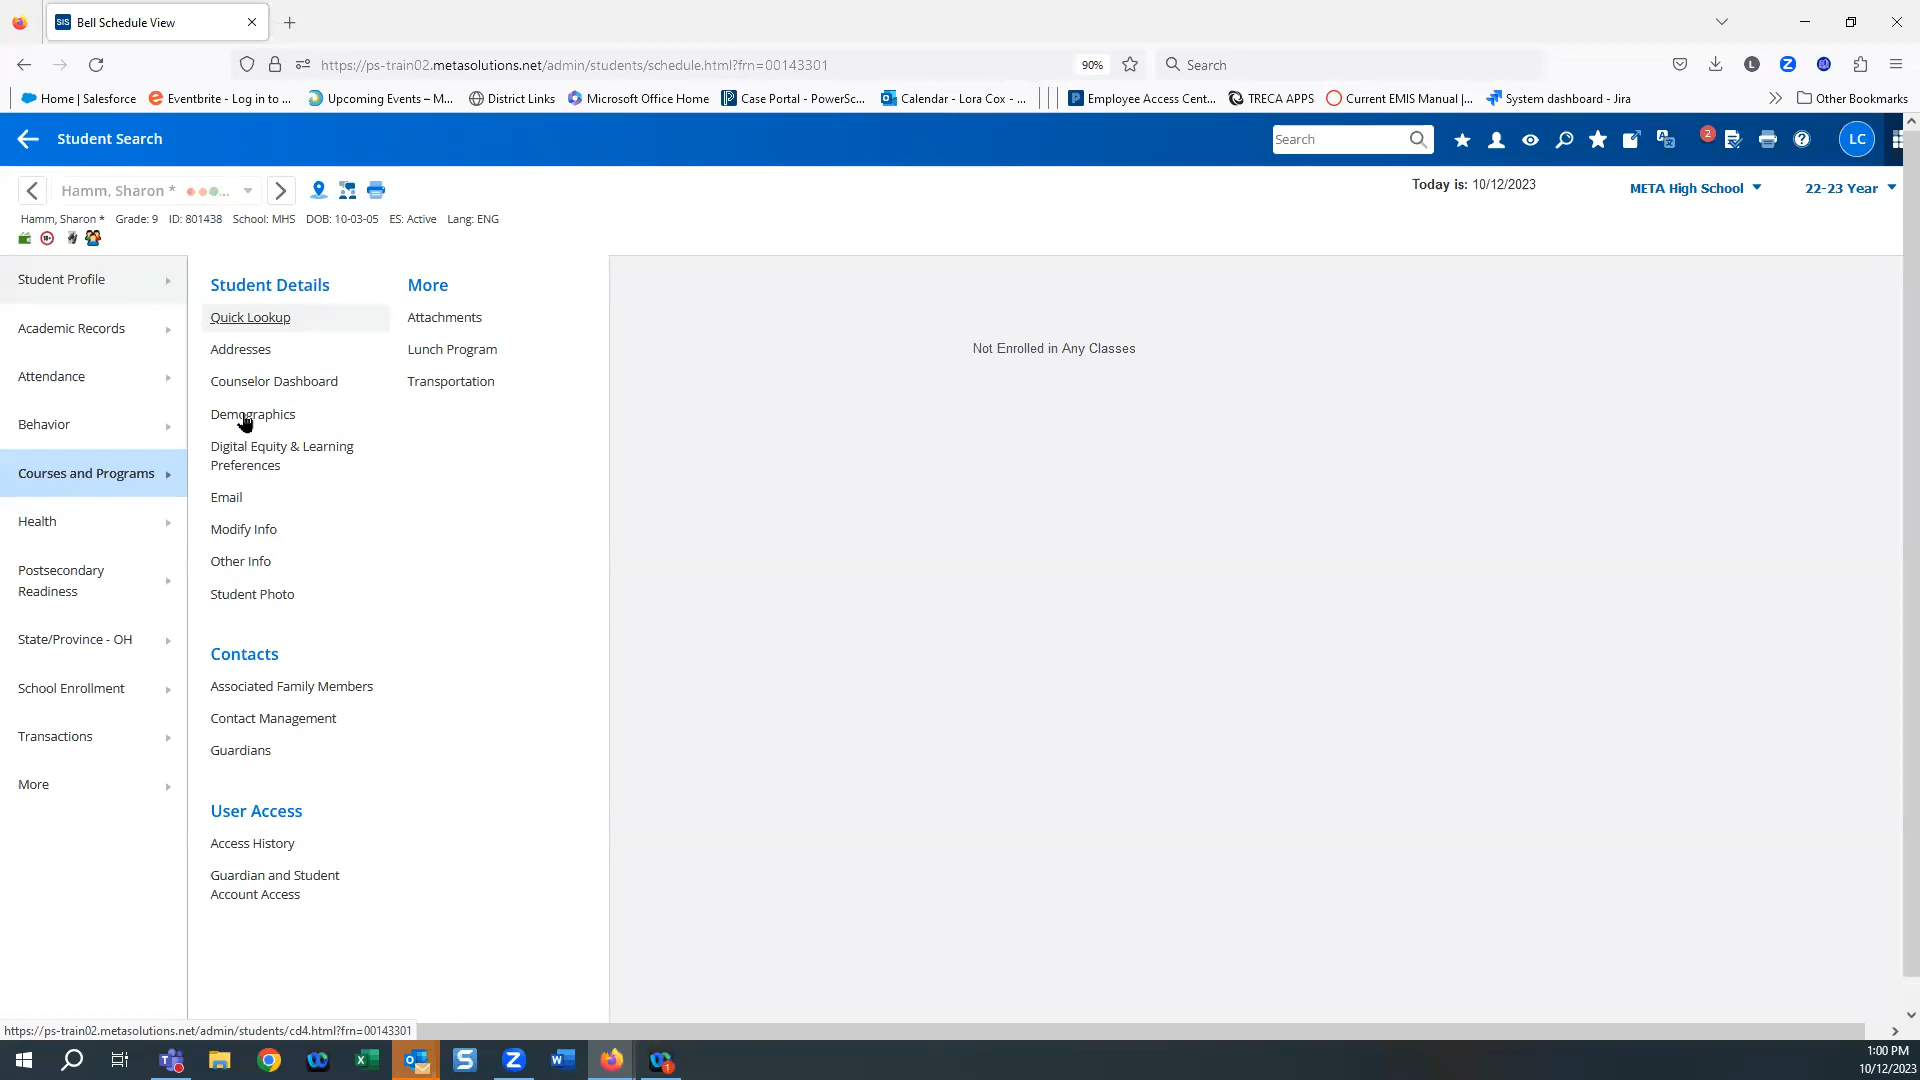 SIS Bell Schedule View
https://ps-train02.metasolutions.net/admin/students/schedule.html?frn=00143301
90%
Search
Home | Salesforce
Eventbrite - Log in to ...
Upcoming Events – M...
District Links
Microsoft Office Home
Case Portal - PowerSc...
Calendar - Lora Cox - ...
Employee Access Cent...
TRECA APPS
Current EMIS Manual |...
System dashboard - Jira
Other Bookmarks
Student Search
Search
2
LC
Hamm, Sharon * ...
Today is: 10/12/2023
META High School
22-23 Year
Hamm, Sharon * Grade: 9 ID: 801438 School: MHS DOB: 10-03-05 ES: Active Lang: ENG
Student Profile
Academic Records
Attendance
Behavior
Courses and Programs
Health
Postsecondary
Readiness
State/Province - OH
School Enrollment
Transactions
More
Student Details
Quick Lookup
Addresses
Counselor Dashboard
Demographics
Digital Equity & Learning
Preferences
Email
Modify Info
Other Info
Student Photo
Contacts
Associated Family Members
Contact Management
Guardians
User Access
Access History
Guardian and Student
Account Access
More
Attachments
Lunch Program
Transportation
Not Enrolled in Any Classes
https://ps-train02.metasolutions.net/admin/students/cd4.html?frn=00143301
1:00 PM
10/12/2023